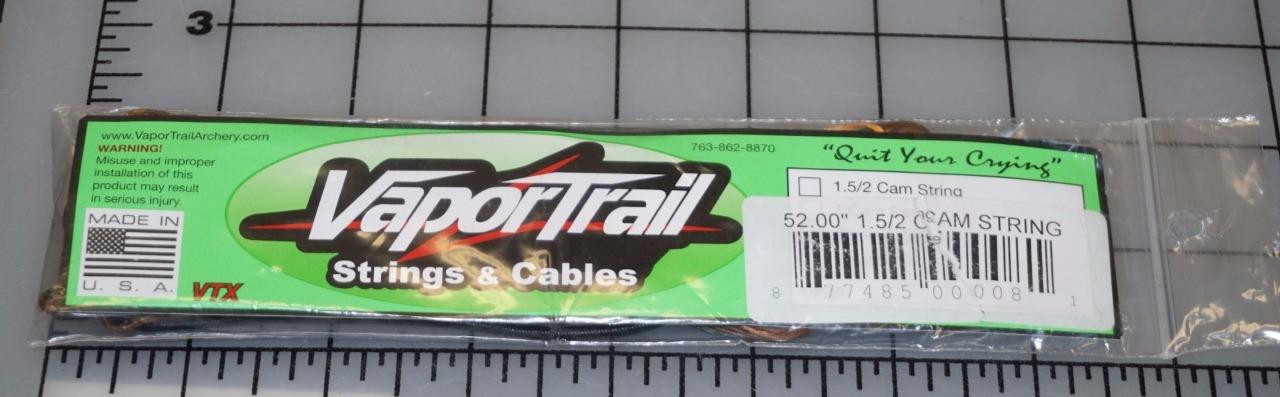 3
www.VaporTrailArchery.com
WARNING!
Misuse and improper
installation of this
product may result
in serious injury.
MADE IN
U. S. A.
VTX
VaporTrail
Strings & Cables
763-862-8870
"Quit Your Crying"
1.5/2 Cam String
52.00" 1.5/2 CAM STRING
8 77485 00008 1